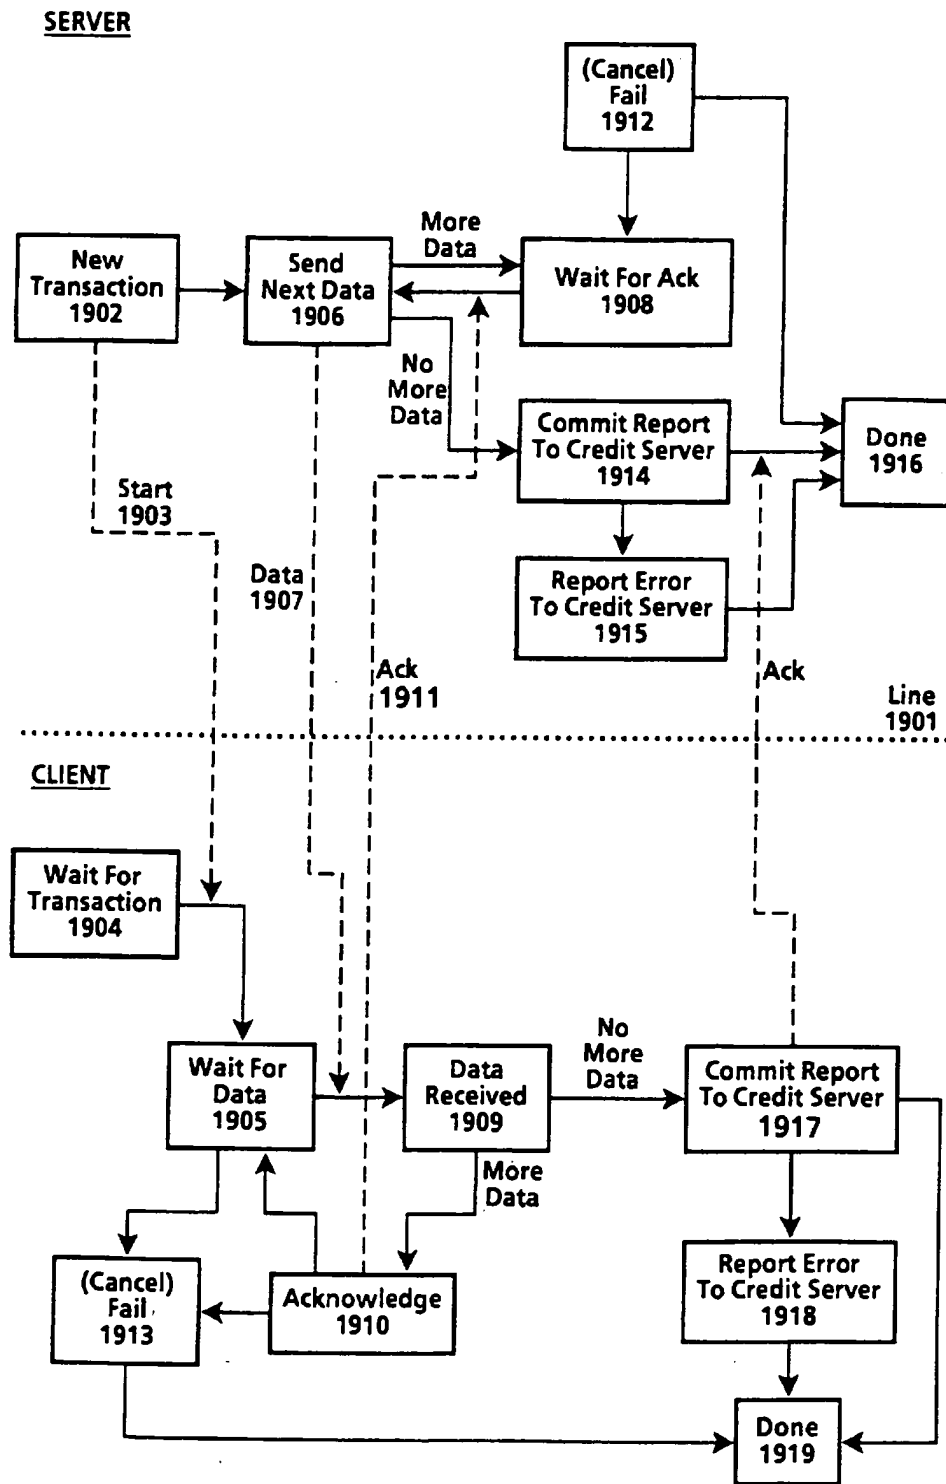 SERVER
(Cancel)
Fail
1912
More
Data
New
Transaction
1902
Send
Next Data
1906
Wait For Ack
1908
No
More
Data
Commit Report
To Credit Server
1914
Done
1916
Start
1903
Data
1907
Report Error
To Credit Server
1915
Ack
1911
Ack
Line
1901
CLIENT
Wait For
Transaction
1904
Wait For
Data
1905
Data
Received
1909
No
More
Data
Commit Report
To Credit Server
1917
More
Data
(Cancel)
Fail
1913
Acknowledge
1910
Report Error
To Credit Server
1918
Done
1919